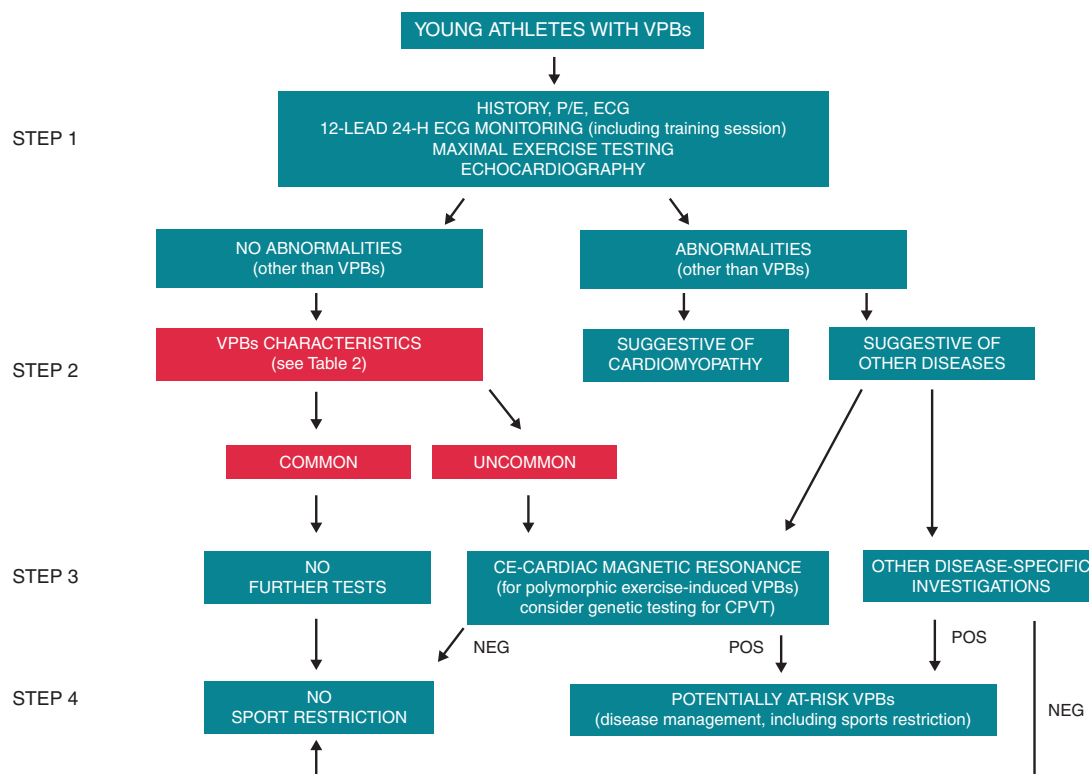 YOUNG ATHLETES WITH VPBs
STEP 1
HISTORY, P/E, ECG
12-LEAD 24-H ECG MONITORING (including training session)
MAXIMAL EXERCISE TESTING
ECHOCARDIOGRAPHY
NO ABNORMALITIES
(other than VPBs)
ABNORMALITIES
(other than VPBs)
STEP 2
VPBs CHARACTERISTICS
(see Table 2)
SUGGESTIVE OF
CARDIOMYOPATHY
SUGGESTIVE OF
OTHER DISEASES
COMMON
UNCOMMON
STEP 3
NO
FURTHER TESTS
CE-CARDIAC MAGNETIC RESONANCE
(for polymorphic exercise-induced VPBs)
consider genetic testing for CPVT)
OTHER DISEASE-SPECIFIC
INVESTIGATIONS
NEG
POS
POS
STEP 4
NO
SPORT RESTRICTION
POTENTIALLY AT-RISK VPBs
(disease management, including sports restriction)
NEG